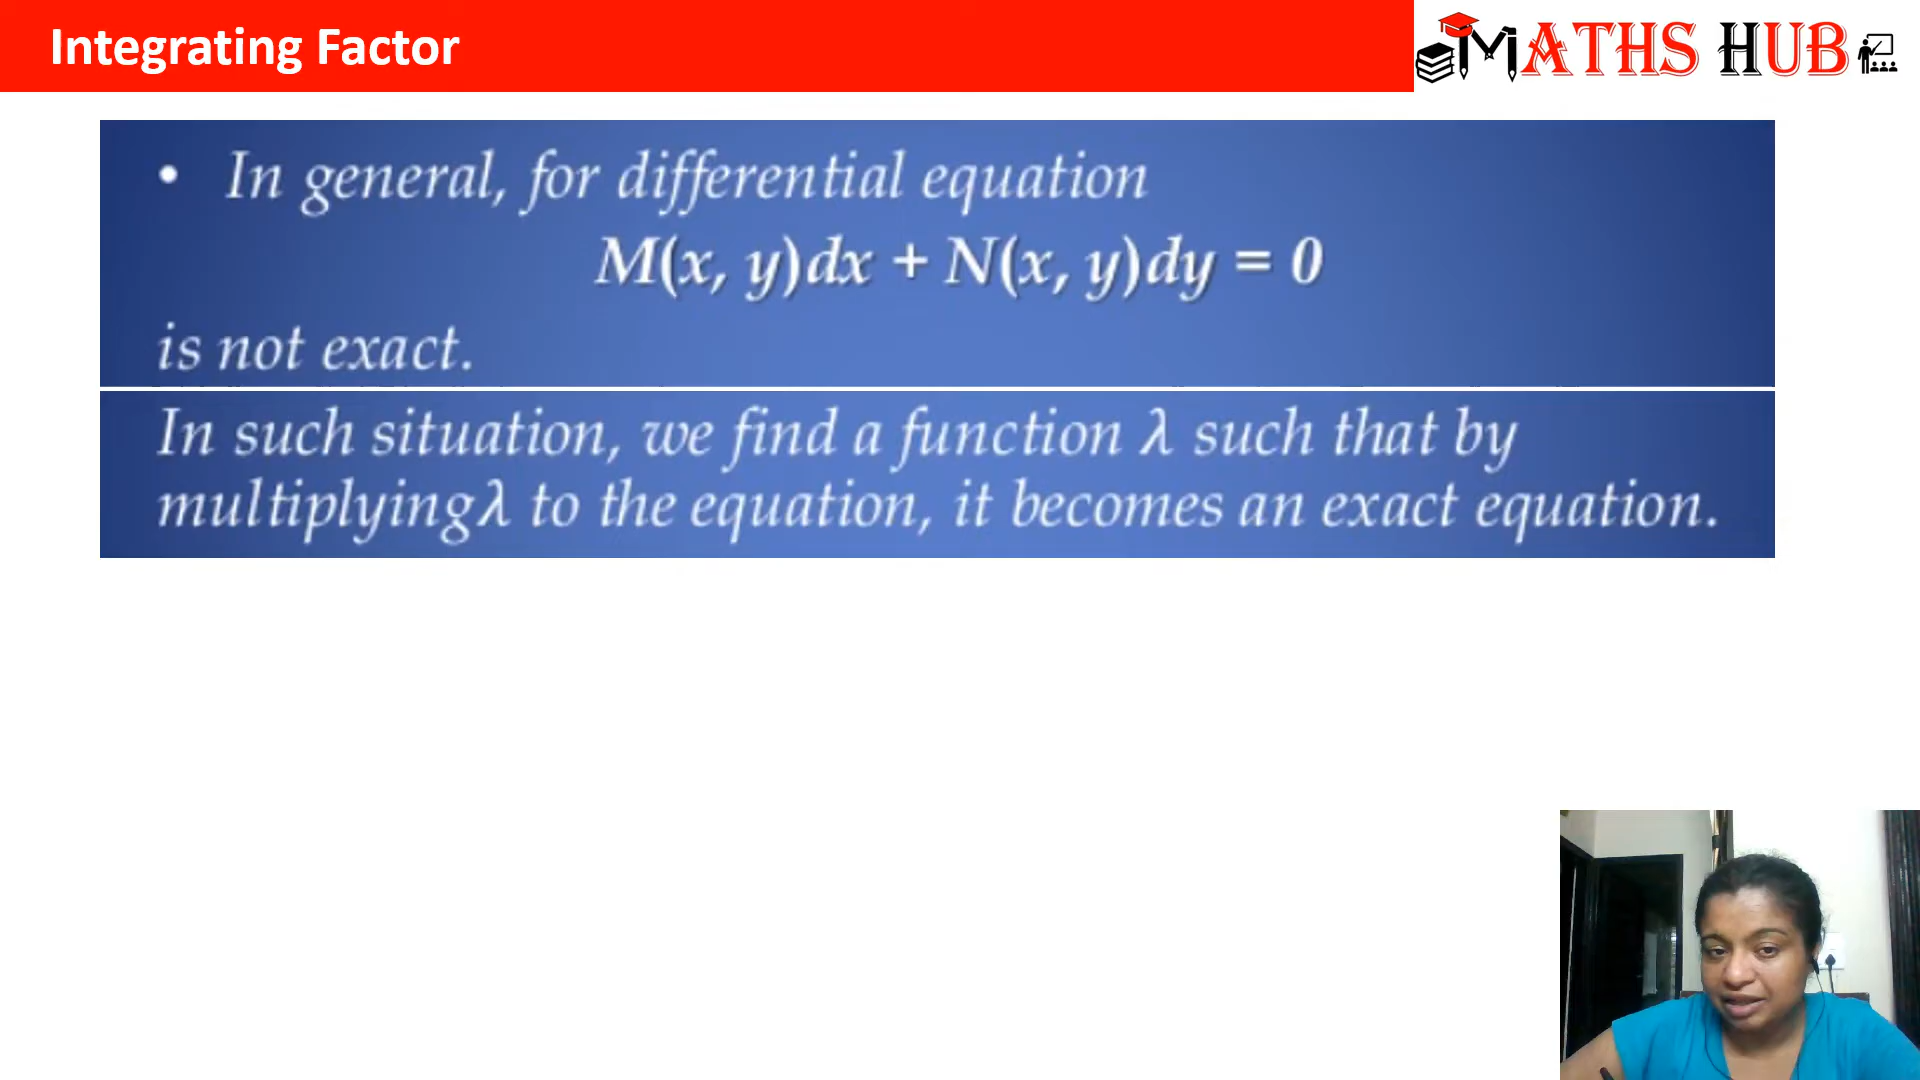 Integrating Factor
MATHS HUB
• In general, for differential equation
M(x, y)dx + N(x, y)dy = 0
is not exact.
In such situation, we find a function λ such that by
multiplying λ to the equation, it becomes an exact equation.